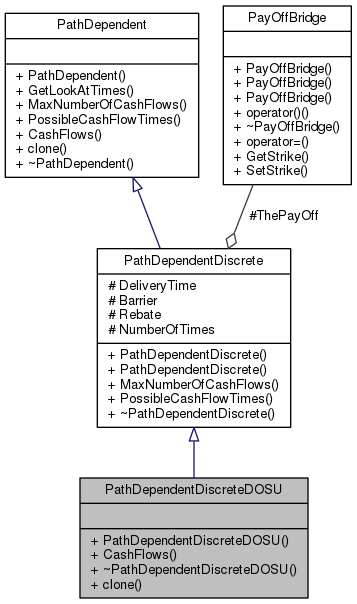 PathDependent
+ PathDependent()
+ GetLookAtTimes()
+ MaxNumberOfCashFlows()
+ PossibleCashFlowTimes()
+ CashFlows()
+ clone()
+ ~PathDependent()
PayOffBridge
+ PayOffBridge()
+ PayOffBridge()
+ PayOffBridge()
+ operator()()
+ ~PayOffBridge()
+ operator=()
+ GetStrike()
+ SetStrike()
#ThePayOff
PathDependentDiscrete
# DeliveryTime
# Barrier
# Rebate
# NumberOfTimes
+ PathDependentDiscrete()
+ PathDependentDiscrete()
+ MaxNumberOfCashFlows()
+ PossibleCashFlowTimes()
+ ~PathDependentDiscrete()
PathDependentDiscreteDOSU
+ PathDependentDiscreteDOSU()
+ CashFlows()
+ ~PathDependentDiscreteDOSU()
+ clone()